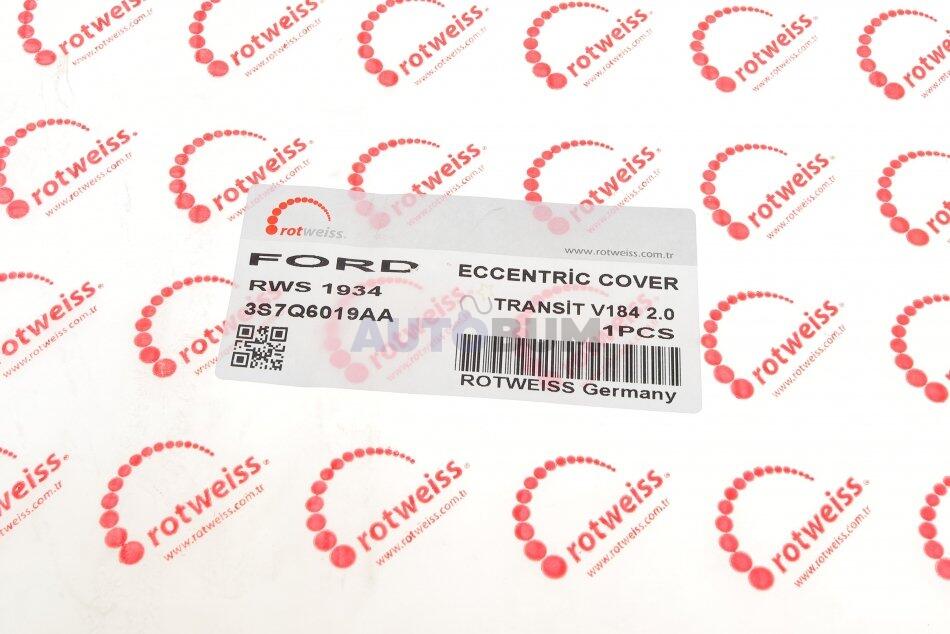 rotweiss.
www.rotweiss.com.tr
FORD
RWS 1934
3S7Q6019AA
ECCENTRİC COVER
TRANSİT V184 2.0
1PCS
ROTWEISS Germany
AUTOBUM
rotweiss.
www.rotweiss.com.tr